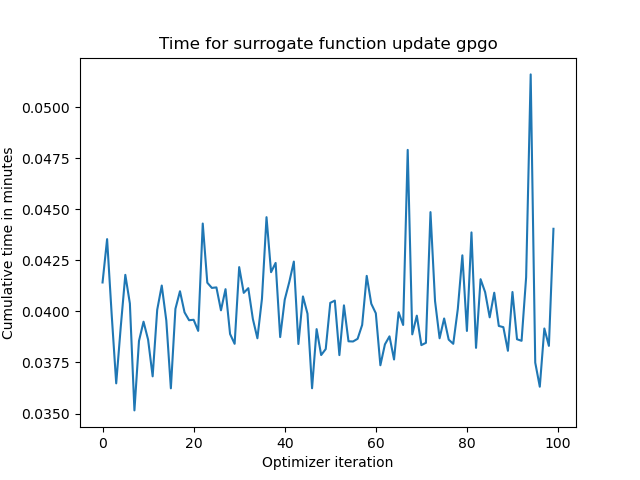 Time for surrogate function update gpgo
0.0500
0.0475
0.0450
0.0425
0.0400
0.0375
0.0350
Cumulative time in minutes
0 20 40 60 80 100
Optimizer iteration